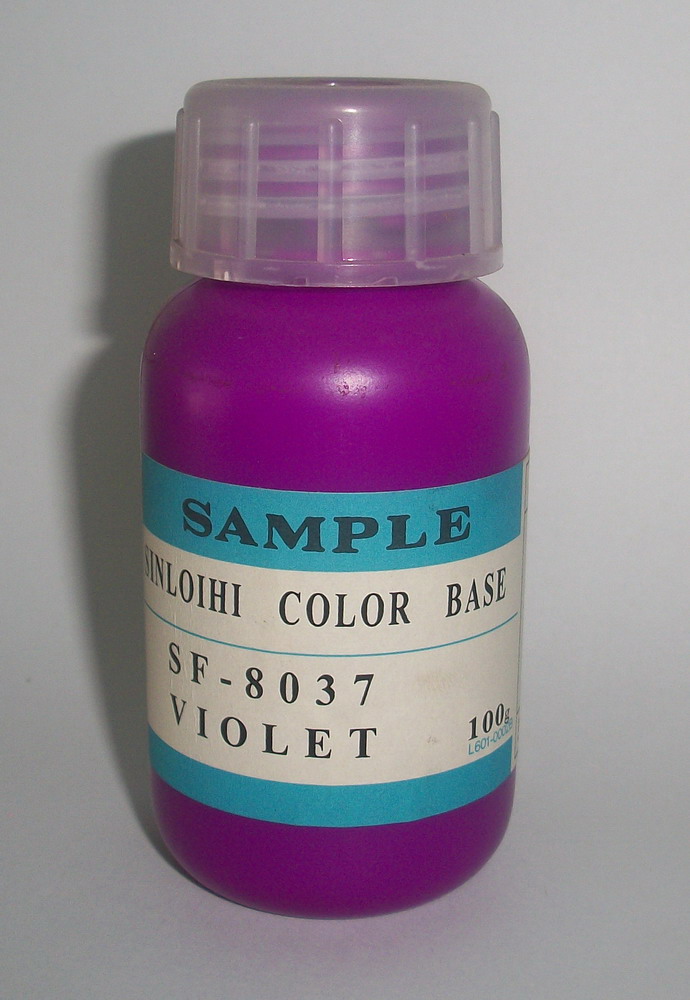 SAMPLE
SINLOIHI COLOR BASE
SF-8037
VIOLET
100g